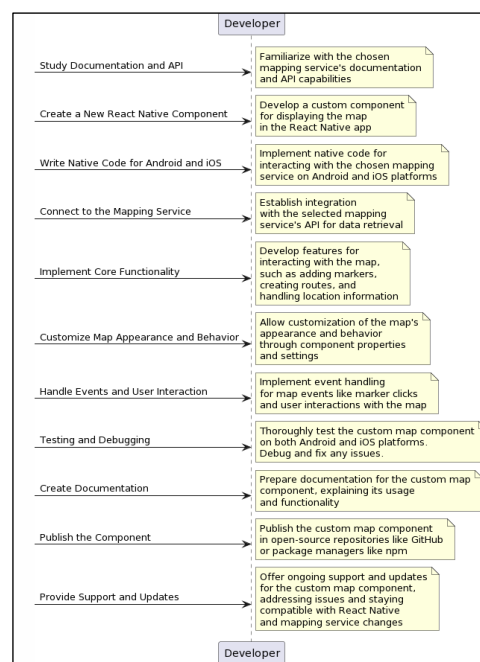 Developer
Study Documentation and API
Familiarize with the chosen
mapping service's documentation
and API capabilities
Create a New React Native Component
Develop a custom component
for displaying the map
in the React Native app
Write Native Code for Android and iOS
Implement native code for
interacting with the chosen mapping
service on Android and iOS platforms
Connect to the Mapping Service
Establish integration
with the selected mapping
service's API for data retrieval
Implement Core Functionality
Develop features for
interacting with the map,
such as adding markers,
creating routes, and
handling location information
Customize Map Appearance and Behavior
Allow customization of the map's
appearance and behavior
through component properties
and settings
Handle Events and User Interaction
Implement event handling
for map events like marker clicks
and user interactions with the map
Testing and Debugging
Thoroughly test the custom map component
on both Android and iOS platforms.
Debug and fix any issues.
Create Documentation
Prepare documentation for the custom map
component, explaining its usage
and functionality
Publish the Component
Publish the custom map component
in open-source repositories like GitHub
or package managers like npm
Provide Support and Updates
Offer ongoing support and updates
for the custom map component,
addressing issues and staying
compatible with React Native
and mapping service changes
Developer